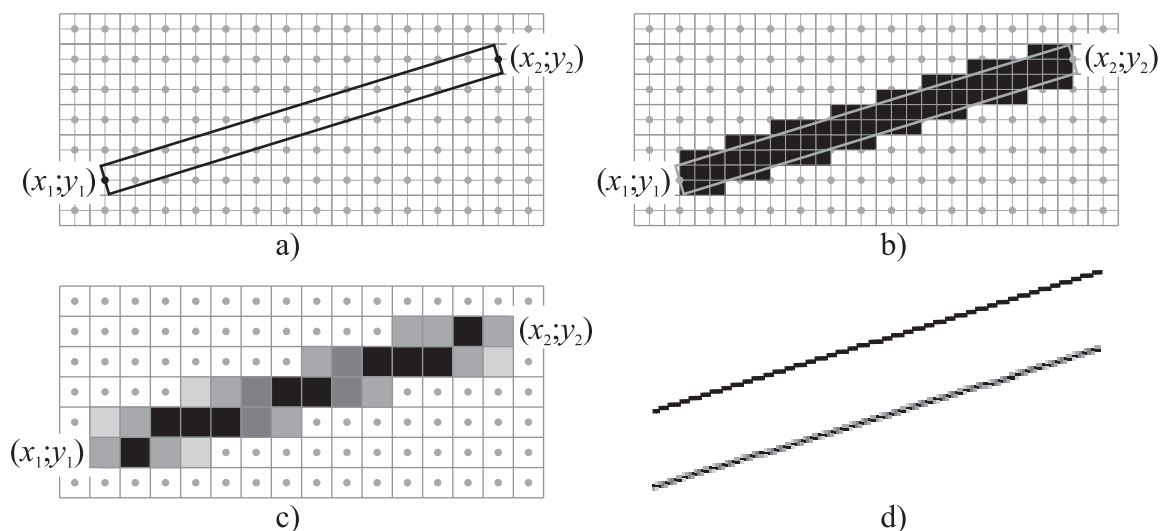 (x₂;y₂)
(x₁;y₁)
a)
(x₂;y₂)
(x₁;y₁)
b)
(x₂;y₂)
(x₁;y₁)
c)
d)